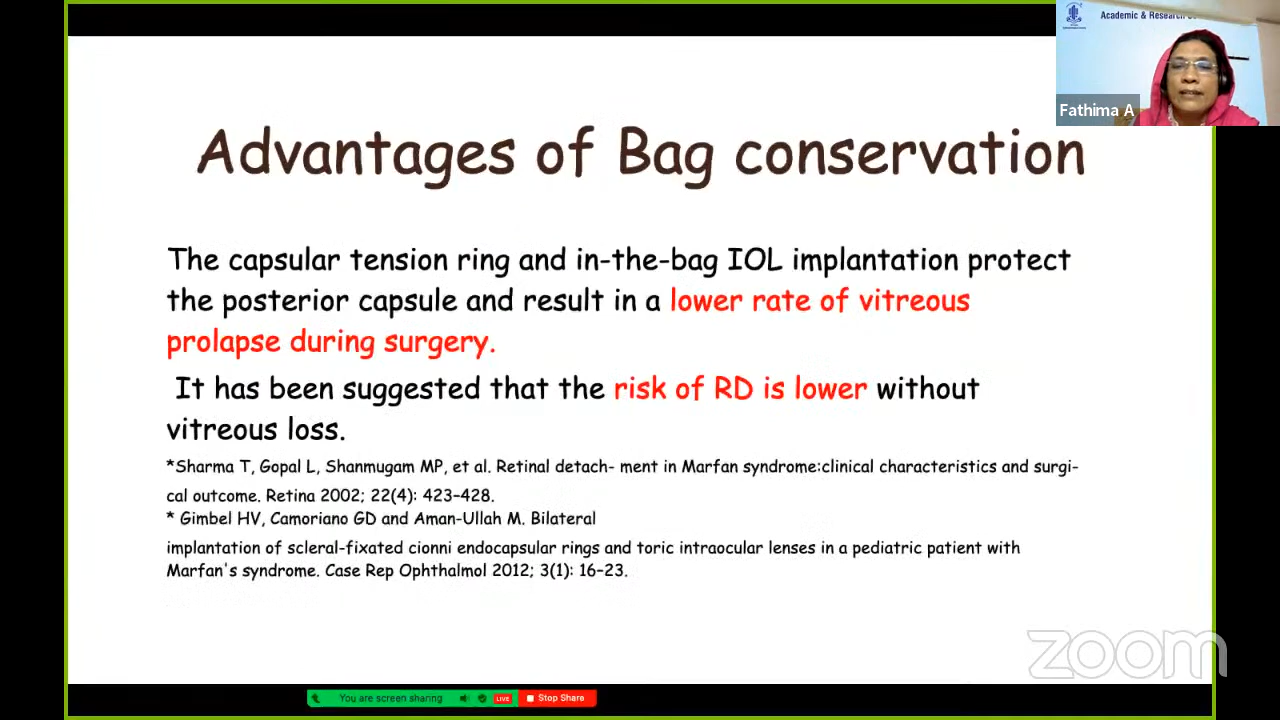 Academic & Research
Fathima A
Advantages of Bag conservation
The capsular tension ring and in-the-bag IOL implantation protect
the posterior capsule and result in a lower rate of vitreous
prolapse during surgery.
It has been suggested that the risk of RD is lower without
vitreous loss.
*Sharma T, Gopal L, Shanmugam MP, et al. Retinal detach- ment in Marfan syndrome:clinical characteristics and surgi-
cal outcome. Retina 2002; 22(4): 423–428.
* Gimbel HV, Camoriano GD and Aman-Ullah M. Bilateral
implantation of scleral-fixated cionni endocapsular rings and toric intraocular lenses in a pediatric patient with
Marfan's syndrome. Case Rep Ophthalmol 2012; 3(1): 16–23.
zoom
You are screen sharing LIVE Stop Share